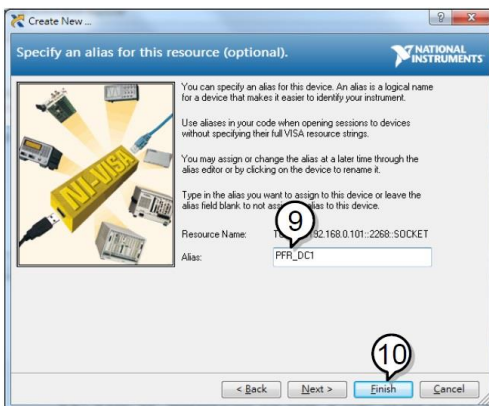 Create New ...
Specify an alias for this resource (optional).
NATIONAL
INSTRUMENTS
You can specify an alias for this device. An alias is a logical name
for a device that makes it easier to identify your instrument.
Use aliases in your code when opening sessions to devices
without specifying their full VISA resource strings.
You may assign or change the alias at a later time through the
alias editor or by clicking on the device to rename it.
Type in the alias you want to assign to this device or leave the
alias field blank to not alias to this device.
NI-VISA
9
Resource Name: 92.168.0.101::2268::SOCKET
Alias: PFR_DC1
10
< Back Next > Finish Cancel